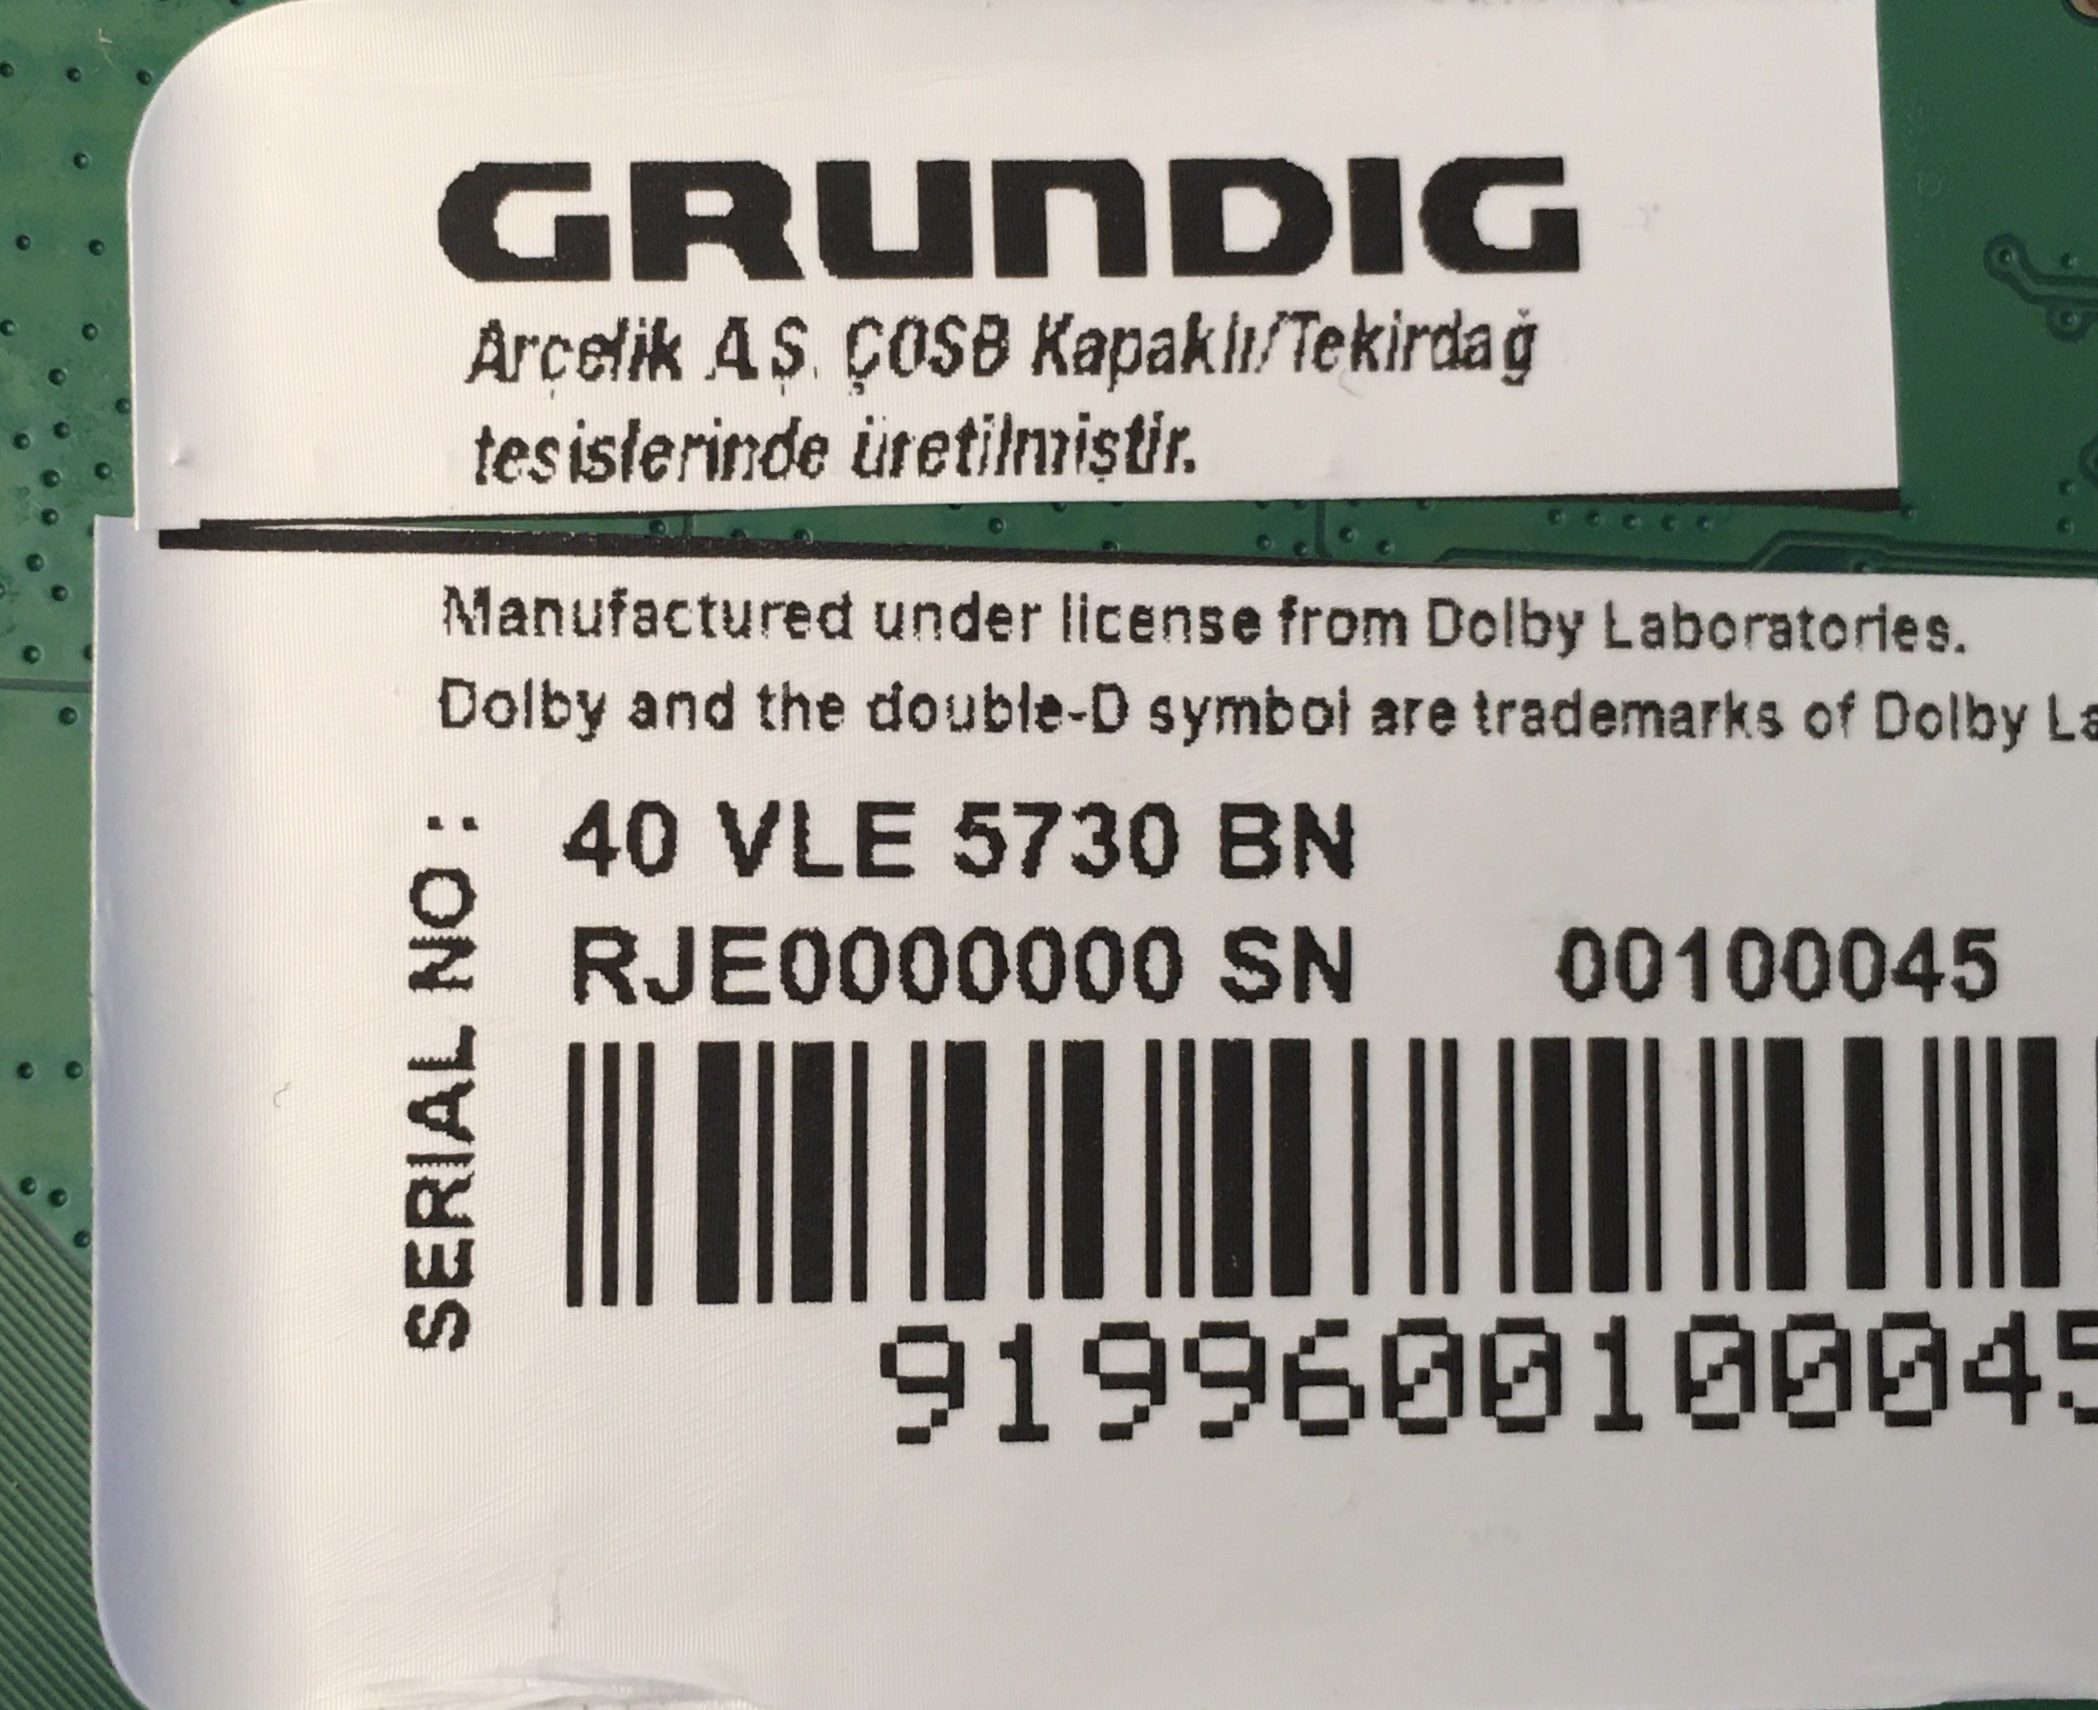 GRUNDIG
Arçelik A.Ş. ÇOSB Kapaklı/Tekirdağ
tesislerinde üretilmiştir.
Manufactured under license from Dolby Laboratories.
Dolby and the double-D symbol are trademarks of Dolby La
SERIAL NO:
40 VLE 5730 BN
RJE0000000 SN 00100045
9199600100045